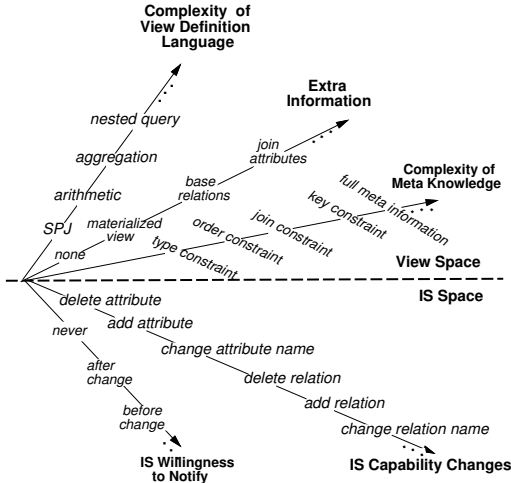 Complexity of
View Definition
Language
nested query
aggregation
arithmetic
SPJ
Extra
Information
join
attributes
base
relations
materialized
view
none
Complexity of
Meta Knowledge
full meta information
key constraint
join constraint
order constraint
type constraint
View Space
IS Space
delete attribute
add attribute
change attribute name
delete relation
add relation
change relation name
IS Capability Changes
never
after
change
before
change
IS Willingness
to Notify